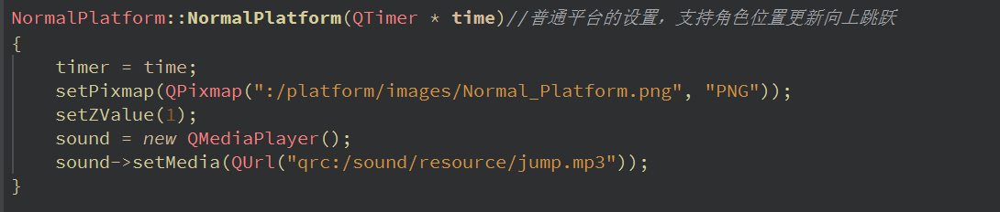 NormalPlatform::NormalPlatform(QTimer * time)//普通平台的设置，支持角色位置更新向上跳跃
{
    timer = time;
    setPixmap(QPixmap(":/platform/images/Normal_Platform.png", "PNG"));
    setZValue(1);
    sound = new QMediaPlayer();
    sound->setMedia(QUrl("qrc:/sound/resource/jump.mp3"));
}